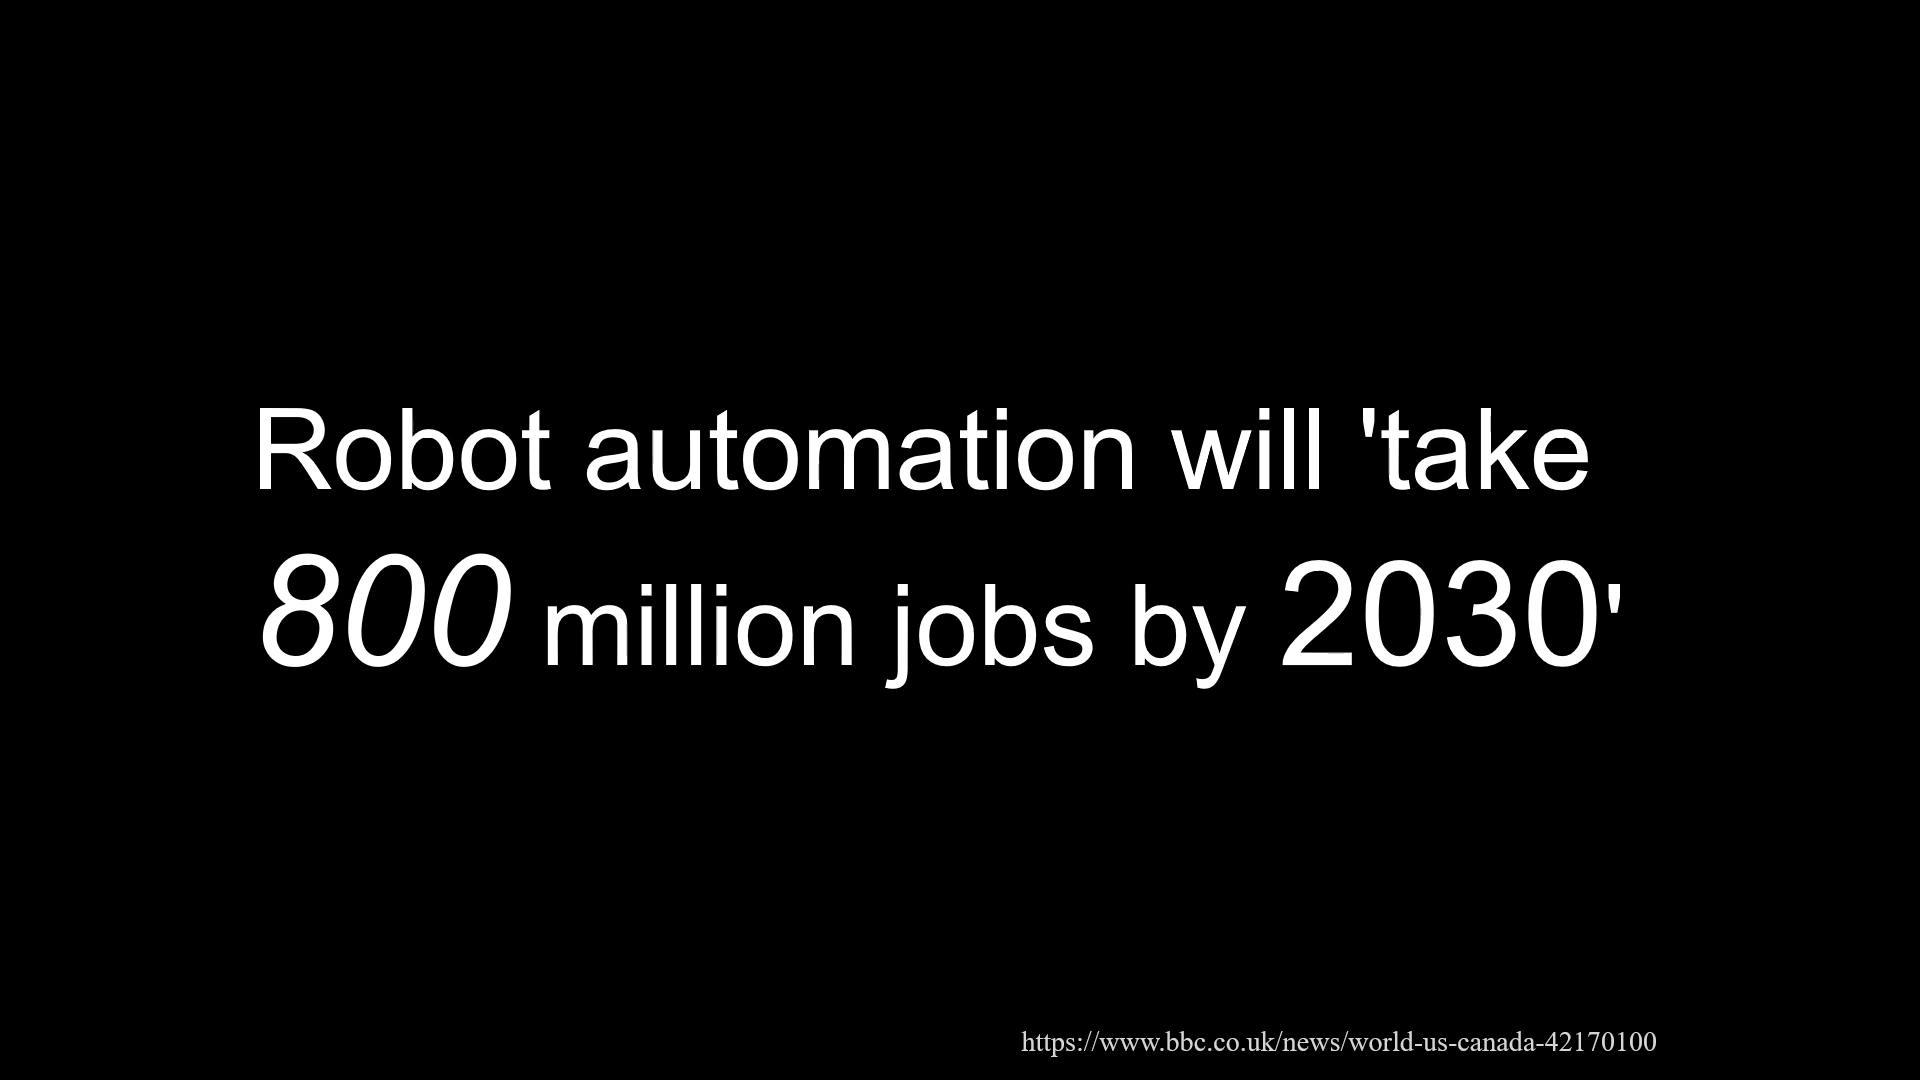 Robot automation will 'take
800 million jobs by 2030'
https://www.bbc.co.uk/news/world-us-canada-42170100